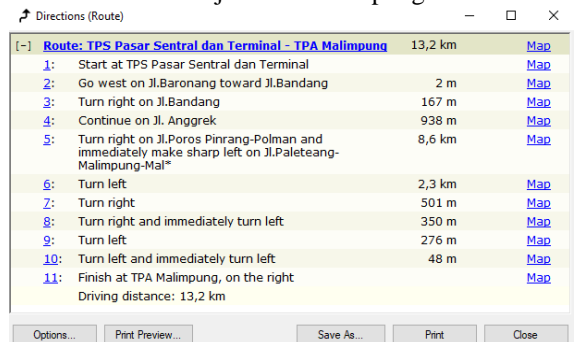 Directions (Route)
[-] Route: TPS Pasar Sentral dan Terminal - TPA Malimpung 13,2 km Map
1: Start at TPS Pasar Sentral dan Terminal Map
2: Go west on Jl.Baronang toward Jl.Bandang 2 m Map
3: Turn right on Jl.Bandang 167 m Map
4: Continue on Jl. Anggrek 938 m Map
5: Turn right on Jl.Poros Pinrang-Polman and 8,6 km Map
immediately make sharp left on Jl.Paleteang-
Malimpung-Mal*
6: Turn left 2,3 km Map
7: Turn right 501 m Map
8: Turn right and immediately turn left 350 m Map
9: Turn left 276 m Map
10: Turn left and immediately turn left 48 m Map
11: Finish at TPA Malimpung, on the right Map
Driving distance: 13,2 km
Options... Print Preview... Save As... Print Close